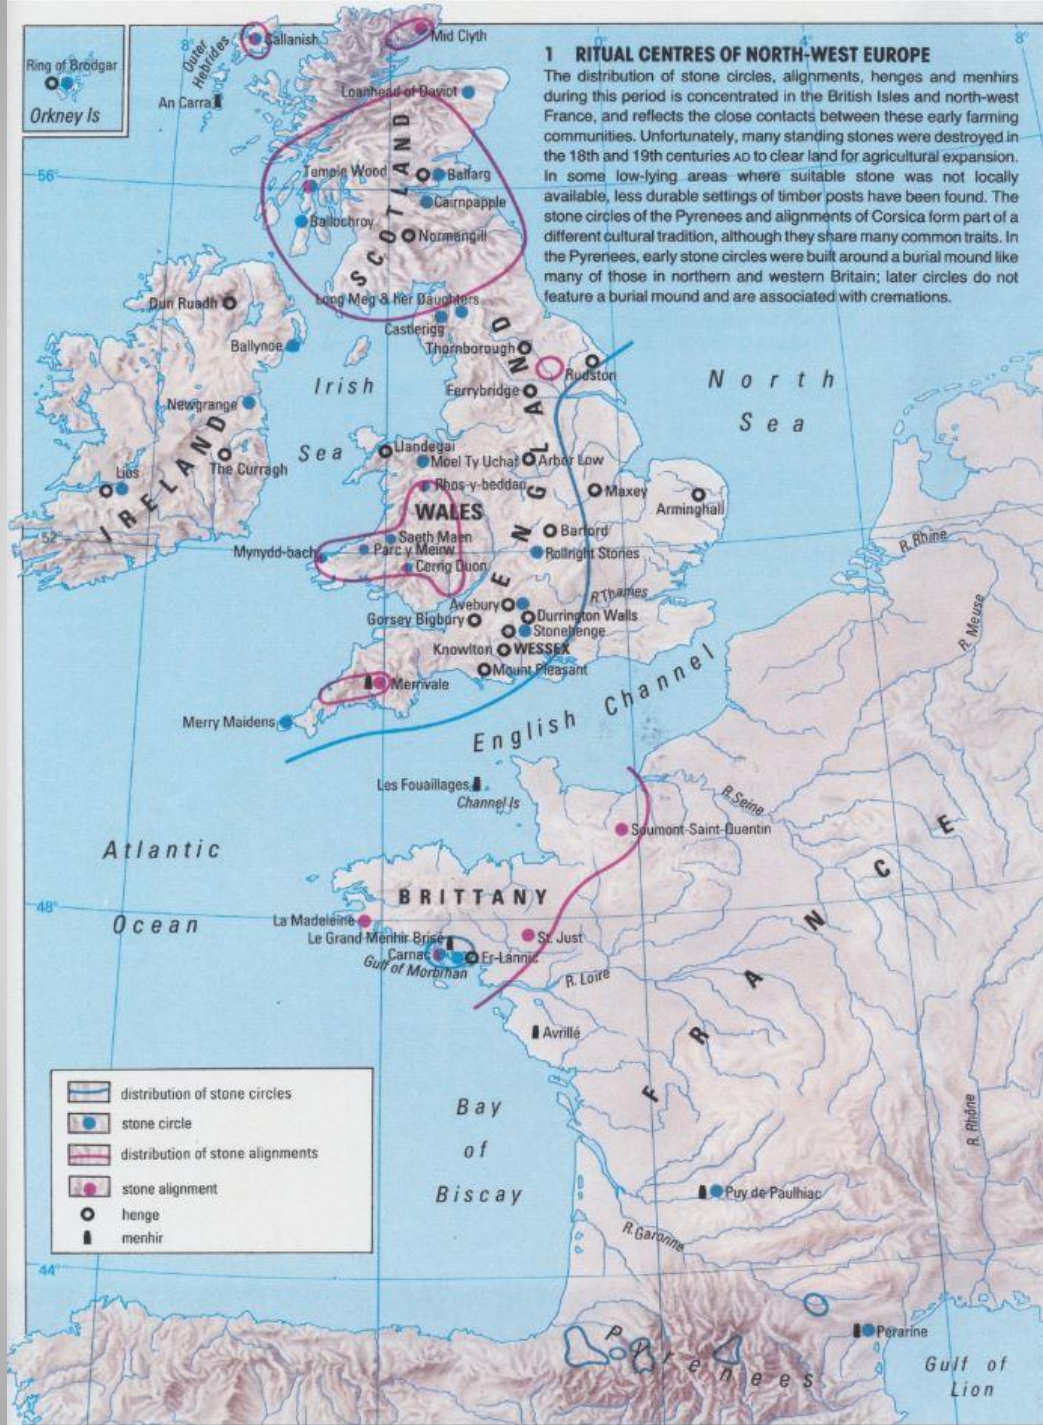 1 RITUAL CENTRES OF NORTH-WEST EUROPE
The distribution of stone circles, alignments, henges and menhirs
during this period is concentrated in the British Isles and north-west
France, and reflects the close contacts between these early farming
communities. Unfortunately, many standing stones were destroyed in
the 18th and 19th centuries AD to clear land for agricultural expansion.
In some low-lying areas where suitable stone was not locally
available, less durable settings of timber posts have been found. The
stone circles of the Pyrenees and alignments of Corsica form part of a
different cultural tradition, although they share many common traits. In
the Pyrenees, early stone circles were built around a burial mound like
many of those in northern and western Britain; later circles do not
feature a burial mound and are associated with cremations.
8°
0°
4°
8°
Ring of Brodgar
Orkney Is
Outer
Hebrides
Callanish
Mid Clyth
An Carra
Loanhead of Daviot
56°
Temple Wood
Balfarg
Cairnpapple
Ballochroy
Normangill
SCOTLAND
Long Meg & her Daughters
Castlerigg
Dun Ruadh
Ballynoe
Thornborough
Rudston
Ferrybridge
Irish
Sea
North
Sea
Newgrange
The Curragh
Lios
IRELAND
Llandegai
Moel Ty Uchaf
Arbor Low
Rhos-y-beddau
Maxey
Arminghall
WALES
ENGLAND
52°
Saeth Maen
Mynydd-bach
Parc y Meirw
Cerrig Duon
Barford
Rollright Stones
R. Thames
Avebury
Durrington Walls
Gorsey Bigbury
Stonehenge
Knowlton
WESSEX
Mount Pleasant
Merrivale
Merry Maidens
English Channel
R. Rhine
R. Meuse
Les Fouaillages
Channel Is
R. Seine
Soumont-Saint-Quentin
Atlantic
Ocean
BRITTANY
48°
La Madeleine
Le Grand Menhir Brisé
St. Just
Carnac
Er-Lannic
Gulf of Morbihan
R. Loire
Avrillé
FRANCE
R. Rhône
distribution of stone circles
stone circle
distribution of stone alignments
stone alignment
henge
menhir
Bay
of
Biscay
Puy de Paulhiac
R. Garonne
44°
Pyrenees
Perarine
Gulf of
Lion